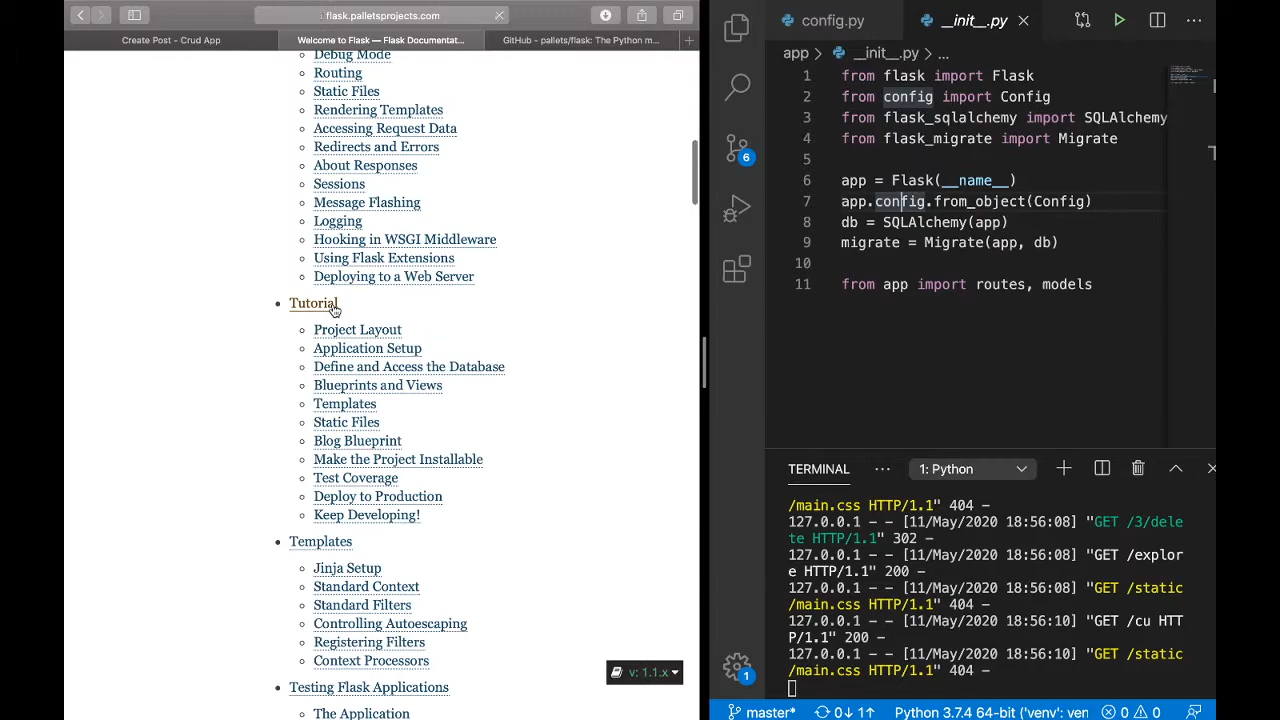 flask.palletsprojects.com
Create Post - Crud App
Welcome to Flask — Flask Documentat...
GitHub - pallets/flask: The Python m...
Debug Mode
Routing
Static Files
Rendering Templates
Accessing Request Data
Redirects and Errors
About Responses
Sessions
Message Flashing
Logging
Hooking in WSGI Middleware
Using Flask Extensions
Deploying to a Web Server
Tutorial
Project Layout
Application Setup
Define and Access the Database
Blueprints and Views
Templates
Static Files
Blog Blueprint
Make the Project Installable
Test Coverage
Deploy to Production
Keep Developing!
Templates
Jinja Setup
Standard Context
Standard Filters
Controlling Autoescaping
Registering Filters
Context Processors
Testing Flask Applications
The Application
v: 1.1.x
6
1
config.py
__init__.py
app > __init__.py > ...
1 from flask import Flask
2 from config import Config
3 from flask_sqlalchemy import SQLAlchemy
4 from flask_migrate import Migrate
5
6 app = Flask(__name__)
7 app.config.from_object(Config)
8 db = SQLAlchemy(app)
9 migrate = Migrate(app, db)
10
11 from app import routes, models
TERMINAL ... 1: Python
/main.css HTTP/1.1" 404 -
127.0.0.1 - - [11/May/2020 18:56:08] "GET /3/dele
te HTTP/1.1" 302 -
127.0.0.1 - - [11/May/2020 18:56:08] "GET /explor
e HTTP/1.1" 200 -
127.0.0.1 - - [11/May/2020 18:56:08] "GET /static
/main.css HTTP/1.1" 404 -
127.0.0.1 - - [11/May/2020 18:56:10] "GET /cu HTT
P/1.1" 200 -
127.0.0.1 - - [11/May/2020 18:56:10] "GET /static
/main.css HTTP/1.1" 404 -
master* 0↓ 1↑ Python 3.7.4 64-bit ('venv': ven 0 0